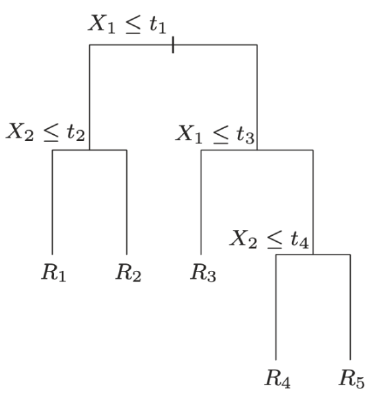 X₁ ≤ t₁
X₂ ≤ t₂ X₁ ≤ t₃
X₂ ≤ t₄
R₁ R₂ R₃
R₄ R₅